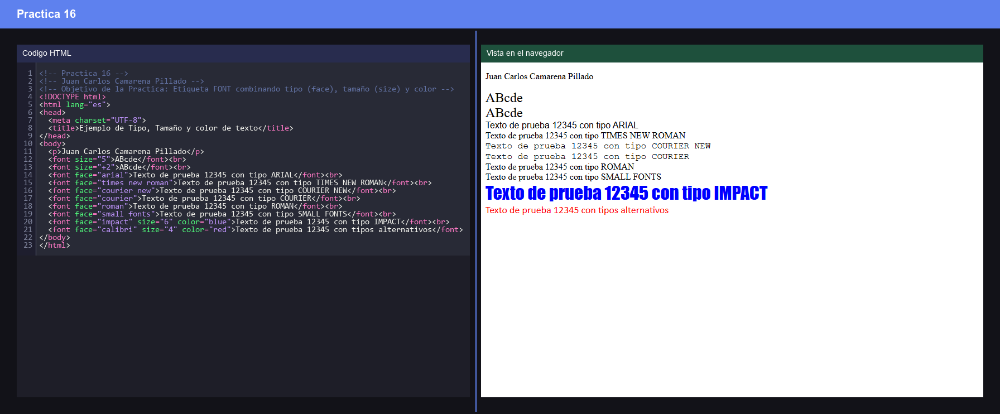 Practica 16
Codigo HTML
1 <!-- Practica 16 -->
2 <!-- Juan Carlos Camarena Pillado -->
3 <!-- Objetivo de la Practica: Etiqueta FONT combinando tipo (face), tamaño (size) y color -->
4 <!DOCTYPE html>
5 <html lang="es">
6 <head>
7   <meta charset="UTF-8">
8   <title>Ejemplo de Tipo, Tamaño y color de texto</title>
9 </head>
10 <body>
11   <p>Juan Carlos Camarena Pillado</p>
12   <font size="5">ABcde</font><br>
13   <font size="+2">ABcde</font><br>
14   <font face="arial">Texto de prueba 12345 con tipo ARIAL</font><br>
15   <font face="times new roman">Texto de prueba 12345 con tipo TIMES NEW ROMAN</font><br>
16   <font face="courier new">Texto de prueba 12345 con tipo COURIER NEW</font><br>
17   <font face="courier">Texto de prueba 12345 con tipo COURIER</font><br>
18   <font face="roman">Texto de prueba 12345 con tipo ROMAN</font><br>
19   <font face="small fonts">Texto de prueba 12345 con tipo SMALL FONTS</font><br>
20   <font face="impact" size="6" color="blue">Texto de prueba 12345 con tipo IMPACT</font><br>
21   <font face="calibri" size="4" color="red">Texto de prueba 12345 con tipos alternativos</font>
22 </body>
23 </html>
Vista en el navegador
Juan Carlos Camarena Pillado
ABcde
ABcde
Texto de prueba 12345 con tipo ARIAL
Texto de prueba 12345 con tipo TIMES NEW ROMAN
Texto de prueba 12345 con tipo COURIER NEW
Texto de prueba 12345 con tipo COURIER
Texto de prueba 12345 con tipo ROMAN
Texto de prueba 12345 con tipo SMALL FONTS
Texto de prueba 12345 con tipo IMPACT
Texto de prueba 12345 con tipos alternativos